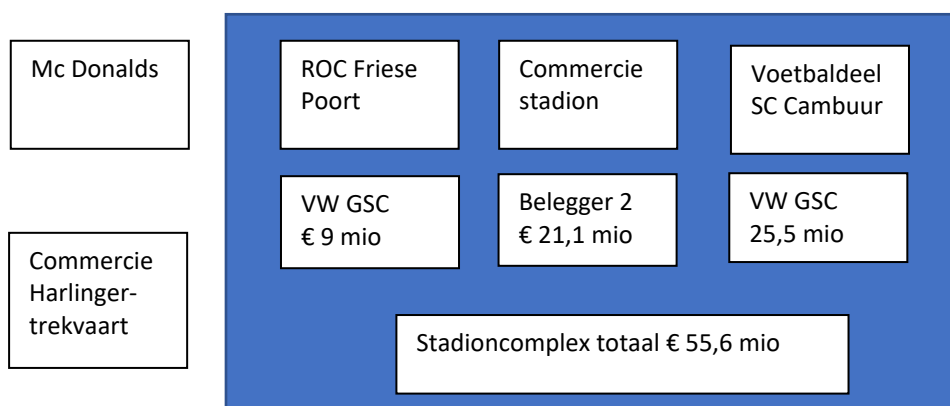 Mc Donalds
ROC Friese
Poort
Commercie
stadion
Voetbaldeel
SC Cambuur
VW GSC
€ 9 mio
Belegger 2
€ 21,1 mio
VW GSC
25,5 mio
Commercie
Harlinger-
trekvaart
Stadioncomplex totaal € 55,6 mio